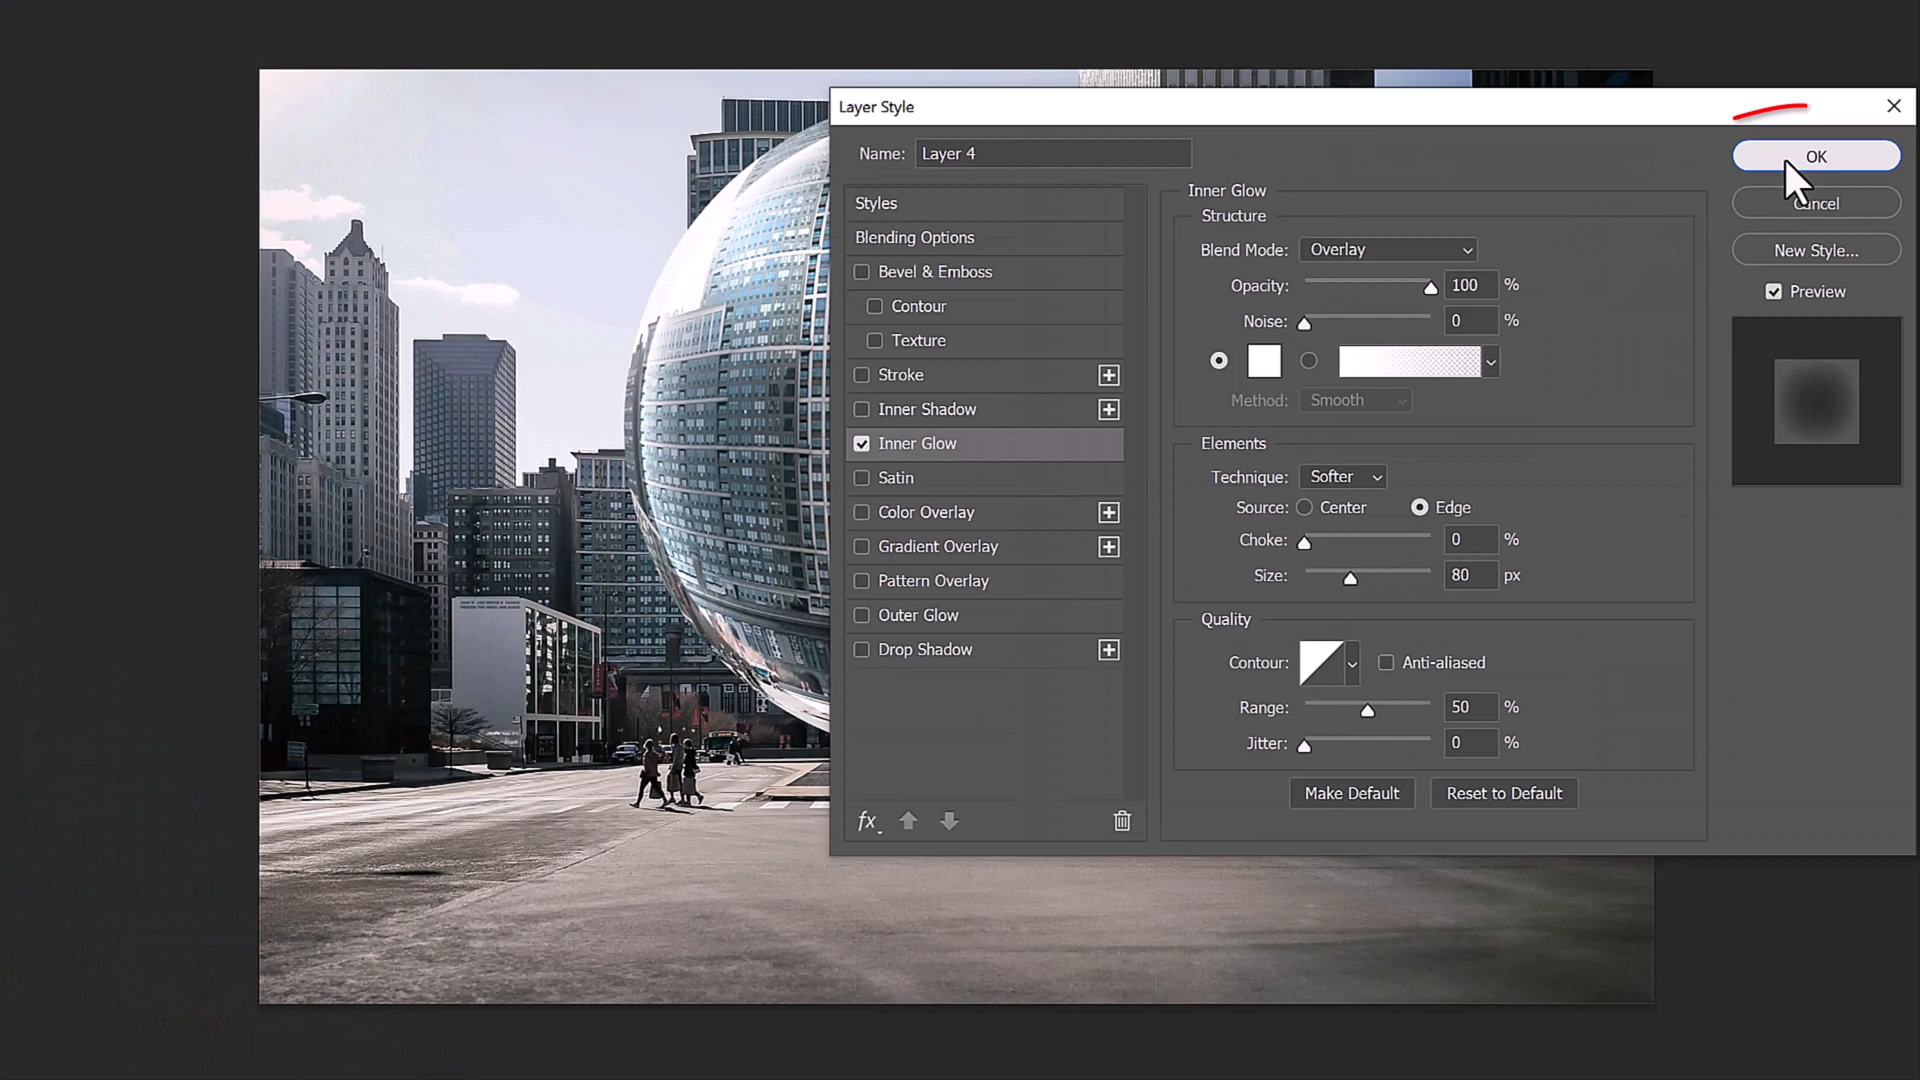 Layer Style
Name: Layer 4
OK
Cancel
New Style...
Preview
Styles
Blending Options
Bevel & Emboss
Contour
Texture
Stroke
Inner Shadow
Inner Glow
Satin
Color Overlay
Gradient Overlay
Pattern Overlay
Outer Glow
Drop Shadow
fx
Inner Glow
Structure
Blend Mode: Overlay
Opacity: 100 %
Noise: 0 %
Method: Smooth
Elements
Technique: Softer
Source: Center Edge
Choke: 0 %
Size: 80 px
Quality
Contour: Anti-aliased
Range: 50 %
Jitter: 0 %
Make Default Reset to Default